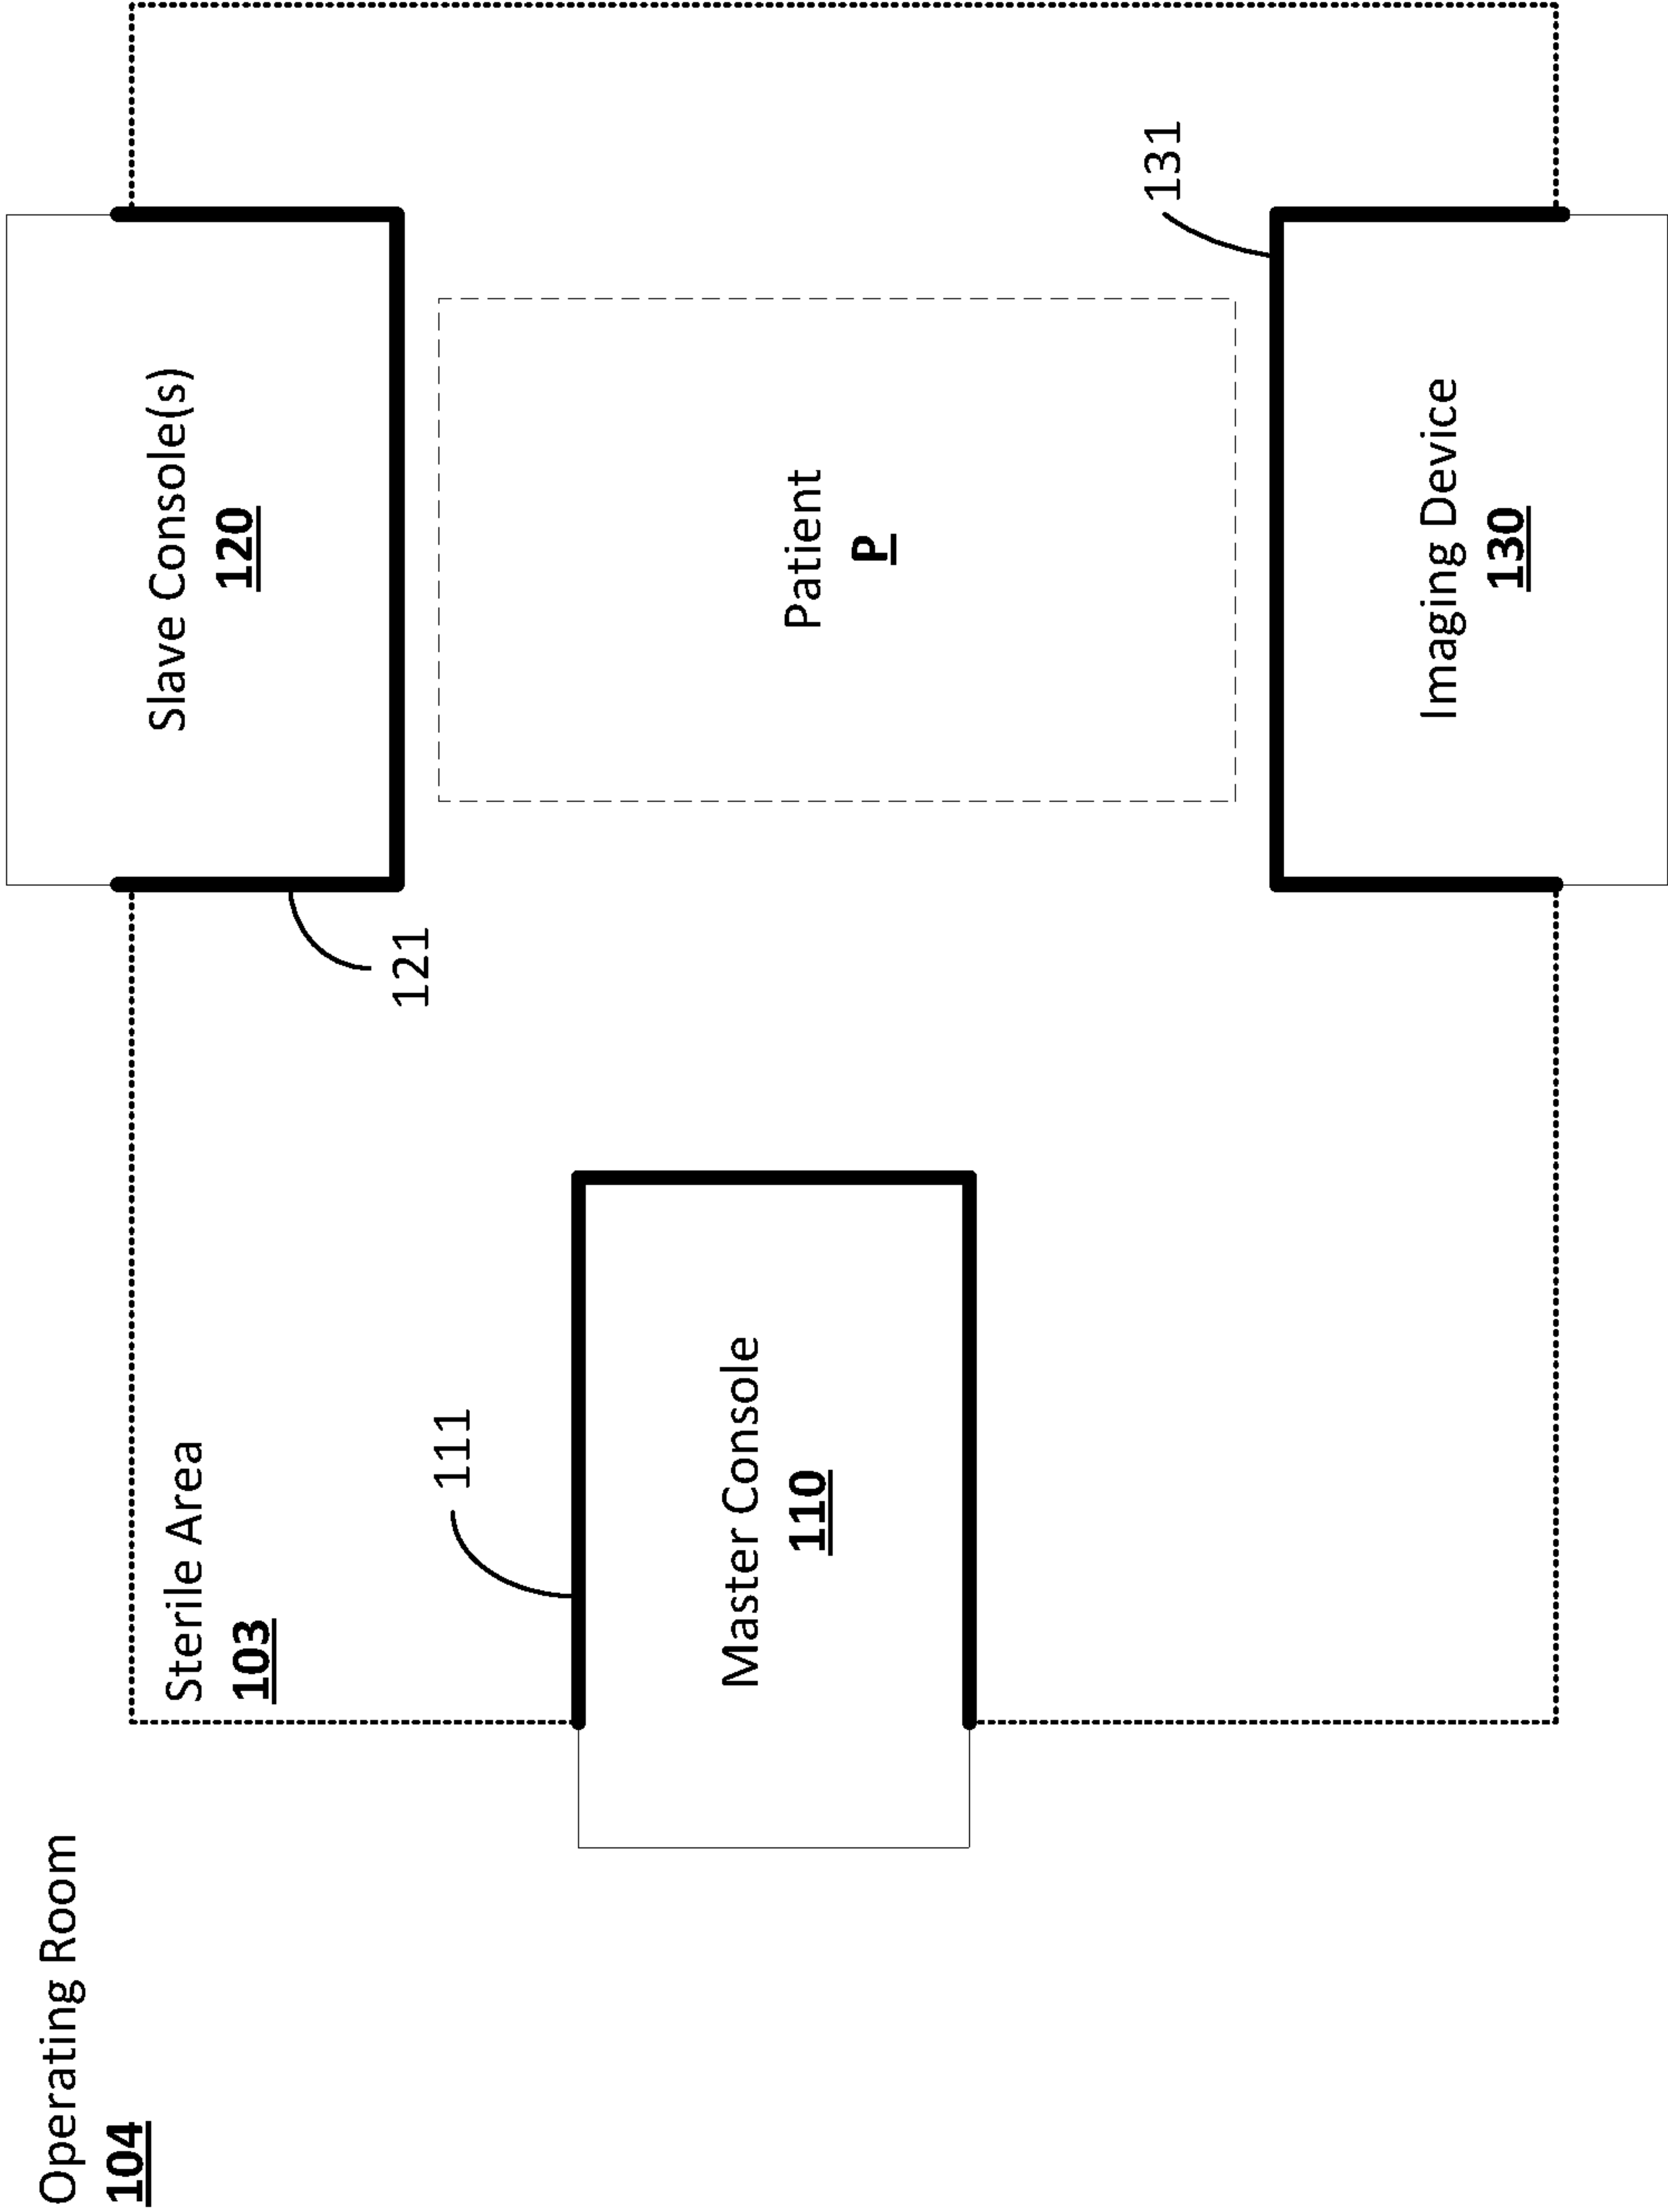 Operating Room
104
Sterile Area
103
Slave Console(s)
120
121
111
Master Console
110
Patient
P
131
Imaging Device
130